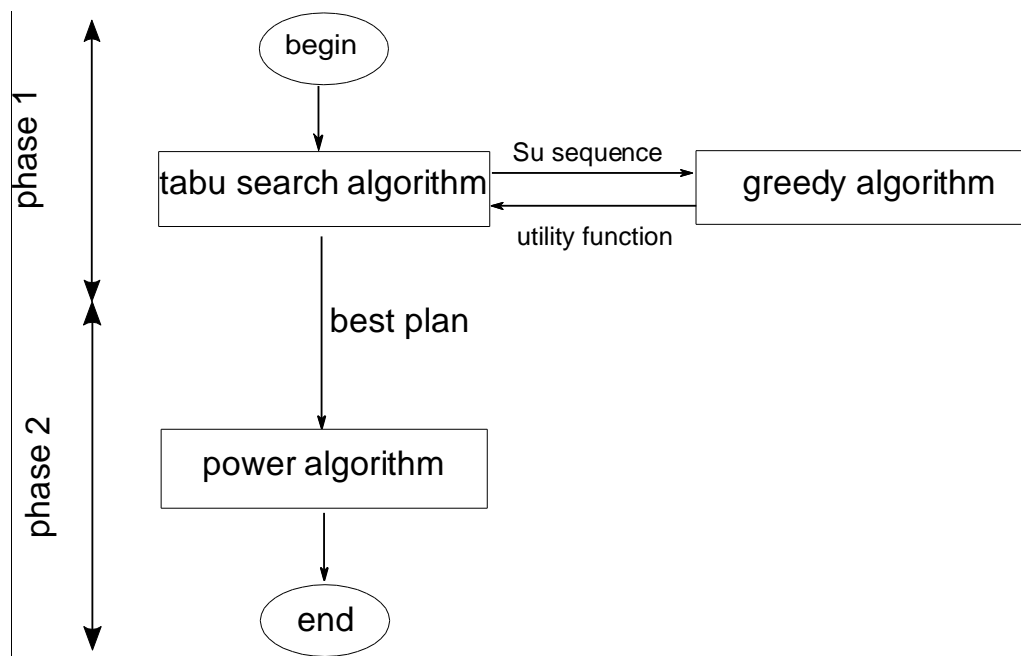 begin
phase 1
Su sequence
tabu search algorithm
greedy algorithm
utility function
best plan
phase 2
power algorithm
end